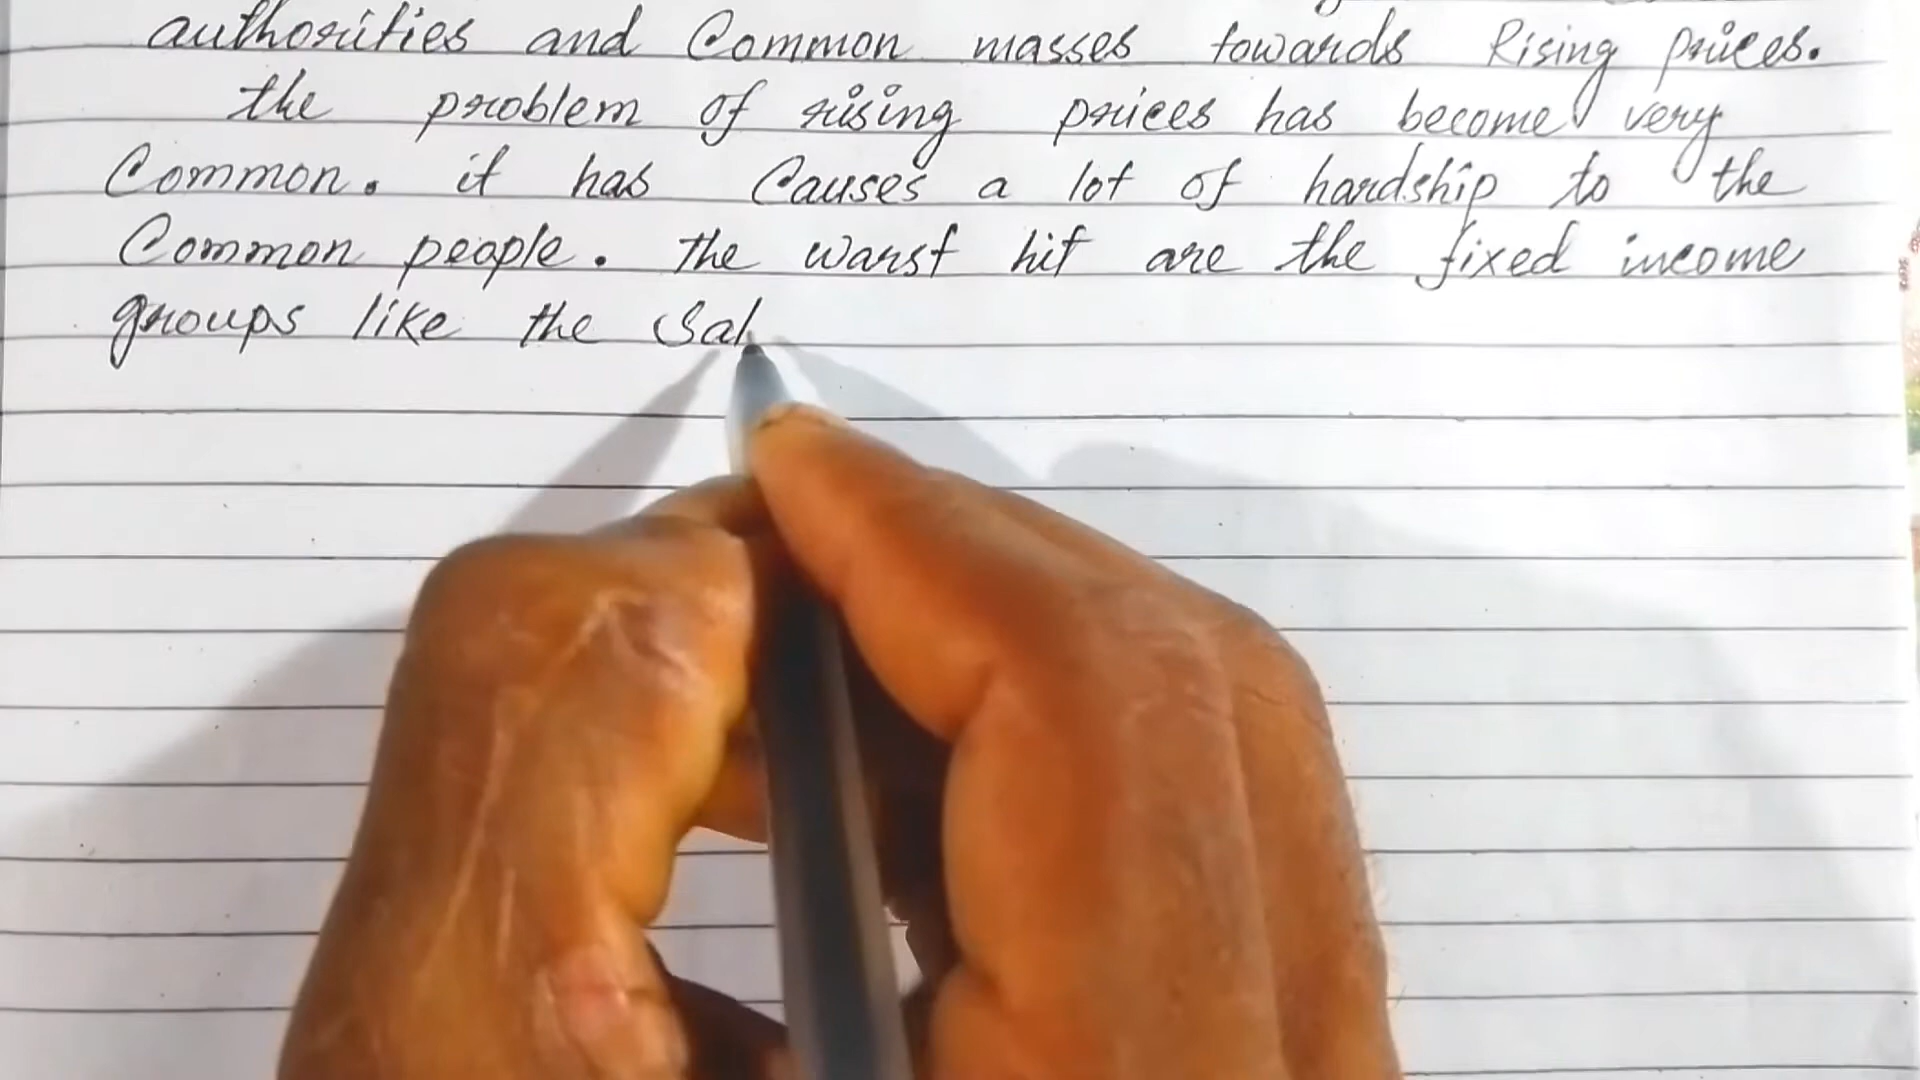 authorities and Common masses towards Rising prices.
the problem of rising prices has become very
Common. it has Causes a lot of hardship to the
Common people. the warst hit are the fixed income
groups like the Sal